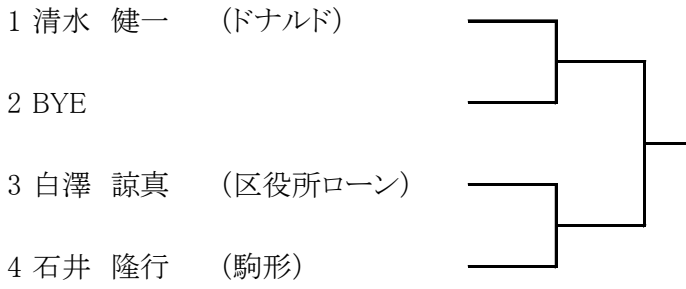 1 清水 健一 (ドナルド)
2 BYE
3 白澤 諒真 (区役所ローン)
4 石井 隆行 (駒形)